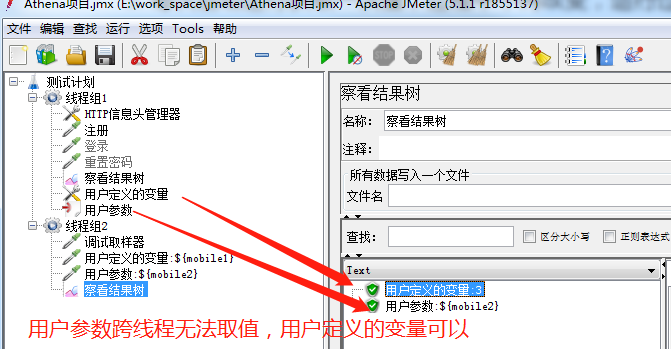 Athena项目.jmx (E:\work_space\jmeter\Athena项目.jmx) - Apache JMeter (5.1.1 r1855137)
文件 编辑 查找 运行 选项 Tools 帮助
测试计划
线程组1
HTTP信息头管理器
注册
登录
重置密码
察看结果树
用户定义的变量
用户参数
线程组2
调试取样器
用户定义的变量:${mobile1}
用户参数:${mobile2}
察看结果树
察看结果树
名称: 察看结果树
注释:
所有数据写入一个文件
文件名
查找: 区分大小写 正则表达式
Text
用户定义的变量:3
用户参数:${mobile2}
用户参数跨线程无法取值，用户定义的变量可以